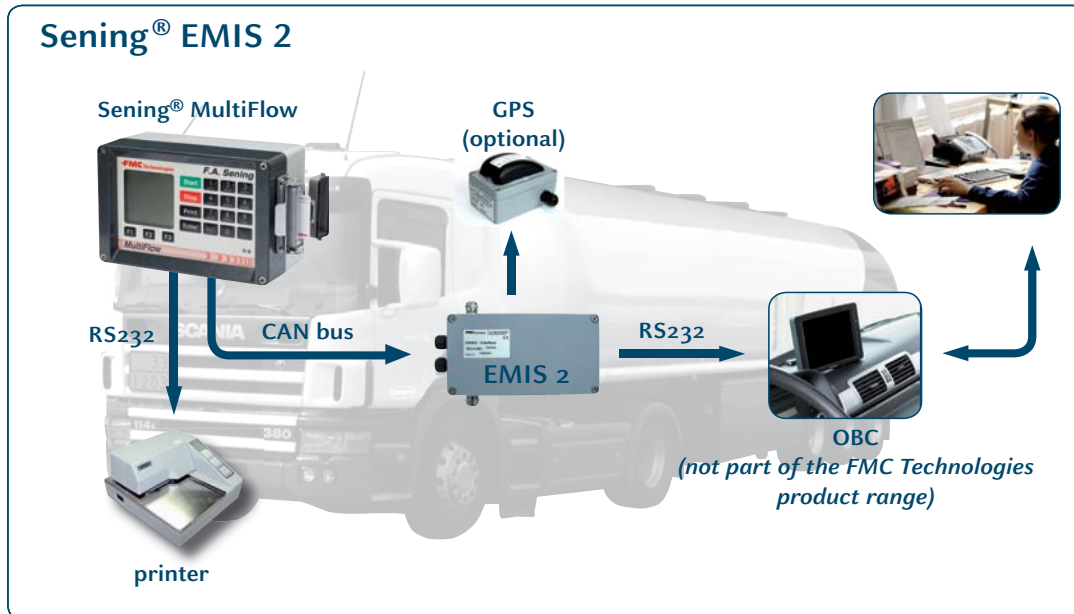 Sening® EMIS 2
Sening® MultiFlow
GPS
(optional)
FMC Technologies
F.A. Sening
Start
Stop
Print
Enter
F1 F2 F3
MultiFlow
RS232
CAN bus
RS232
EMIS 2
SCANIA
114L
380
OBC
(not part of the FMC Technologies
product range)
printer